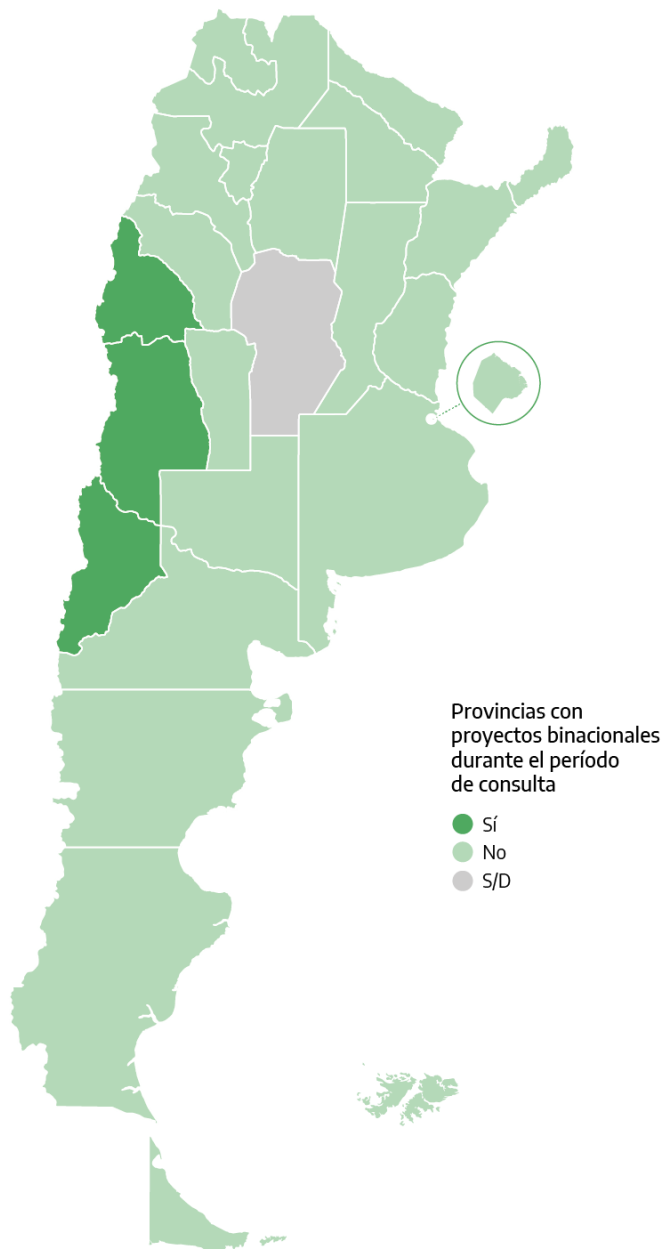 Provincias con
proyectos binacionales
durante el período
de consulta
Sí
No
S/D